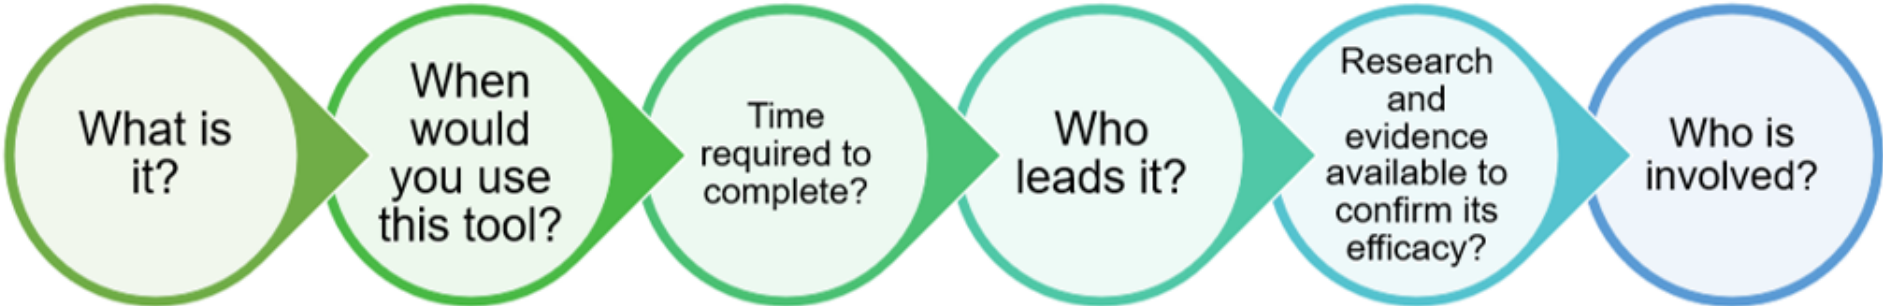 What is
it?
When
would
you use
this tool?
Time
required to
complete?
Who
leads it?
Research
and
evidence
available to
confirm its
efficacy?
Who is
involved?